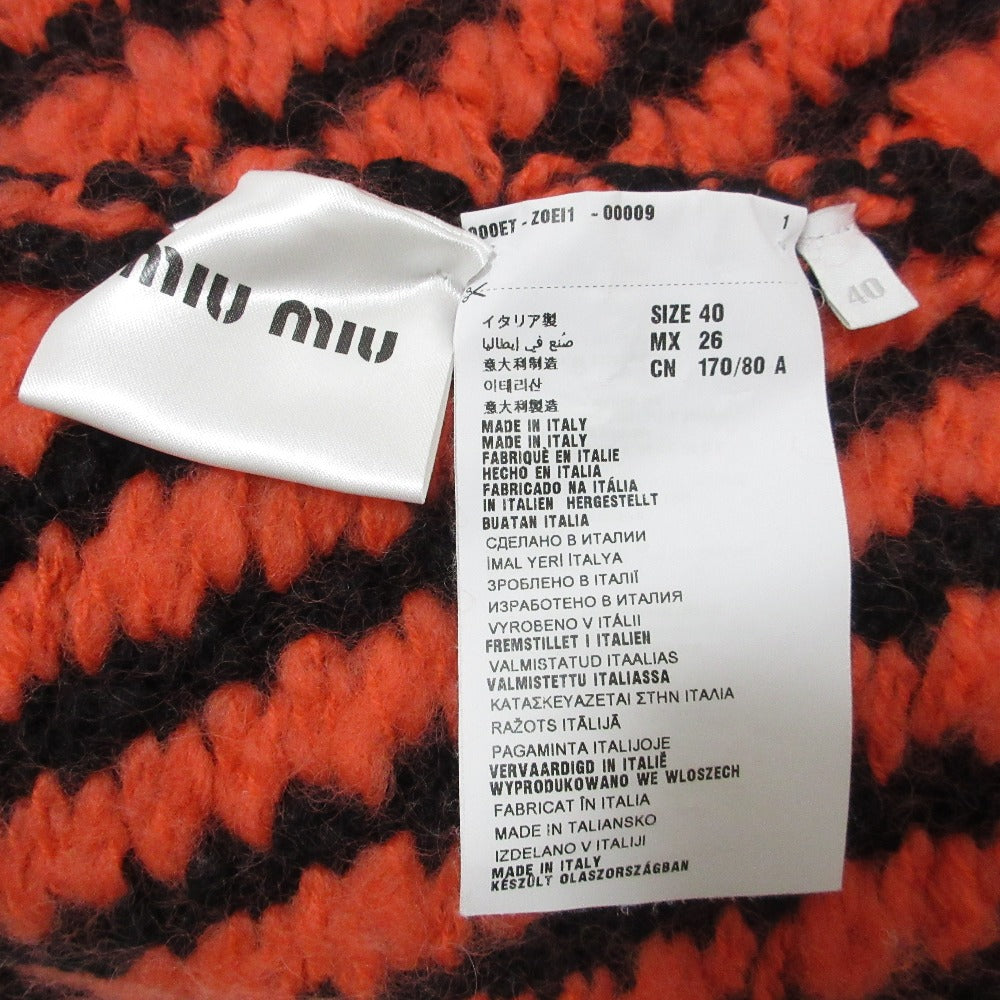 miu miu
000ET - Z0EI1 - 00009
1
40
イタリア製
صُنع في إيطاليا
意大利制造
이태리산
意大利製造
SIZE 40
MX 26
CN 170/80 A
MADE IN ITALY
MADE IN ITALY
FABRIQUÉ EN ITALIE
HECHO EN ITALIA
FABRICADO NA ITÁLIA
IN ITALIEN HERGESTELLT
BUATAN ITALIA
СДЕЛАНО В ИТАЛИИ
İMAL YERİ İTALYA
ЗРОБЛЕНО В ІТАЛІЇ
ИЗРАБОТЕНО В ИТАЛИЯ
VYROBENO V ITÁLII
FREMSTILLET I ITALIEN
VALMISTATUD ITAALIAS
VALMISTETTU ITALIASSA
ΚΑΤΑΣΚΕΥΑΖΕΤΑΙ ΣΤΗΝ ΙΤΑΛΙΑ
RAŽOTS ITĀLIJĀ
PAGAMINTA ITALIJOJE
VERVAARDIGD IN ITALIË
WYPRODUKOWANO WE WLOSZECH
FABRICAT ÎN ITALIA
MADE IN TALIANSKO
IZDELANO V ITALIJI
MADE IN ITALY
KÉSZÜLT OLASZORSZÁGBAN